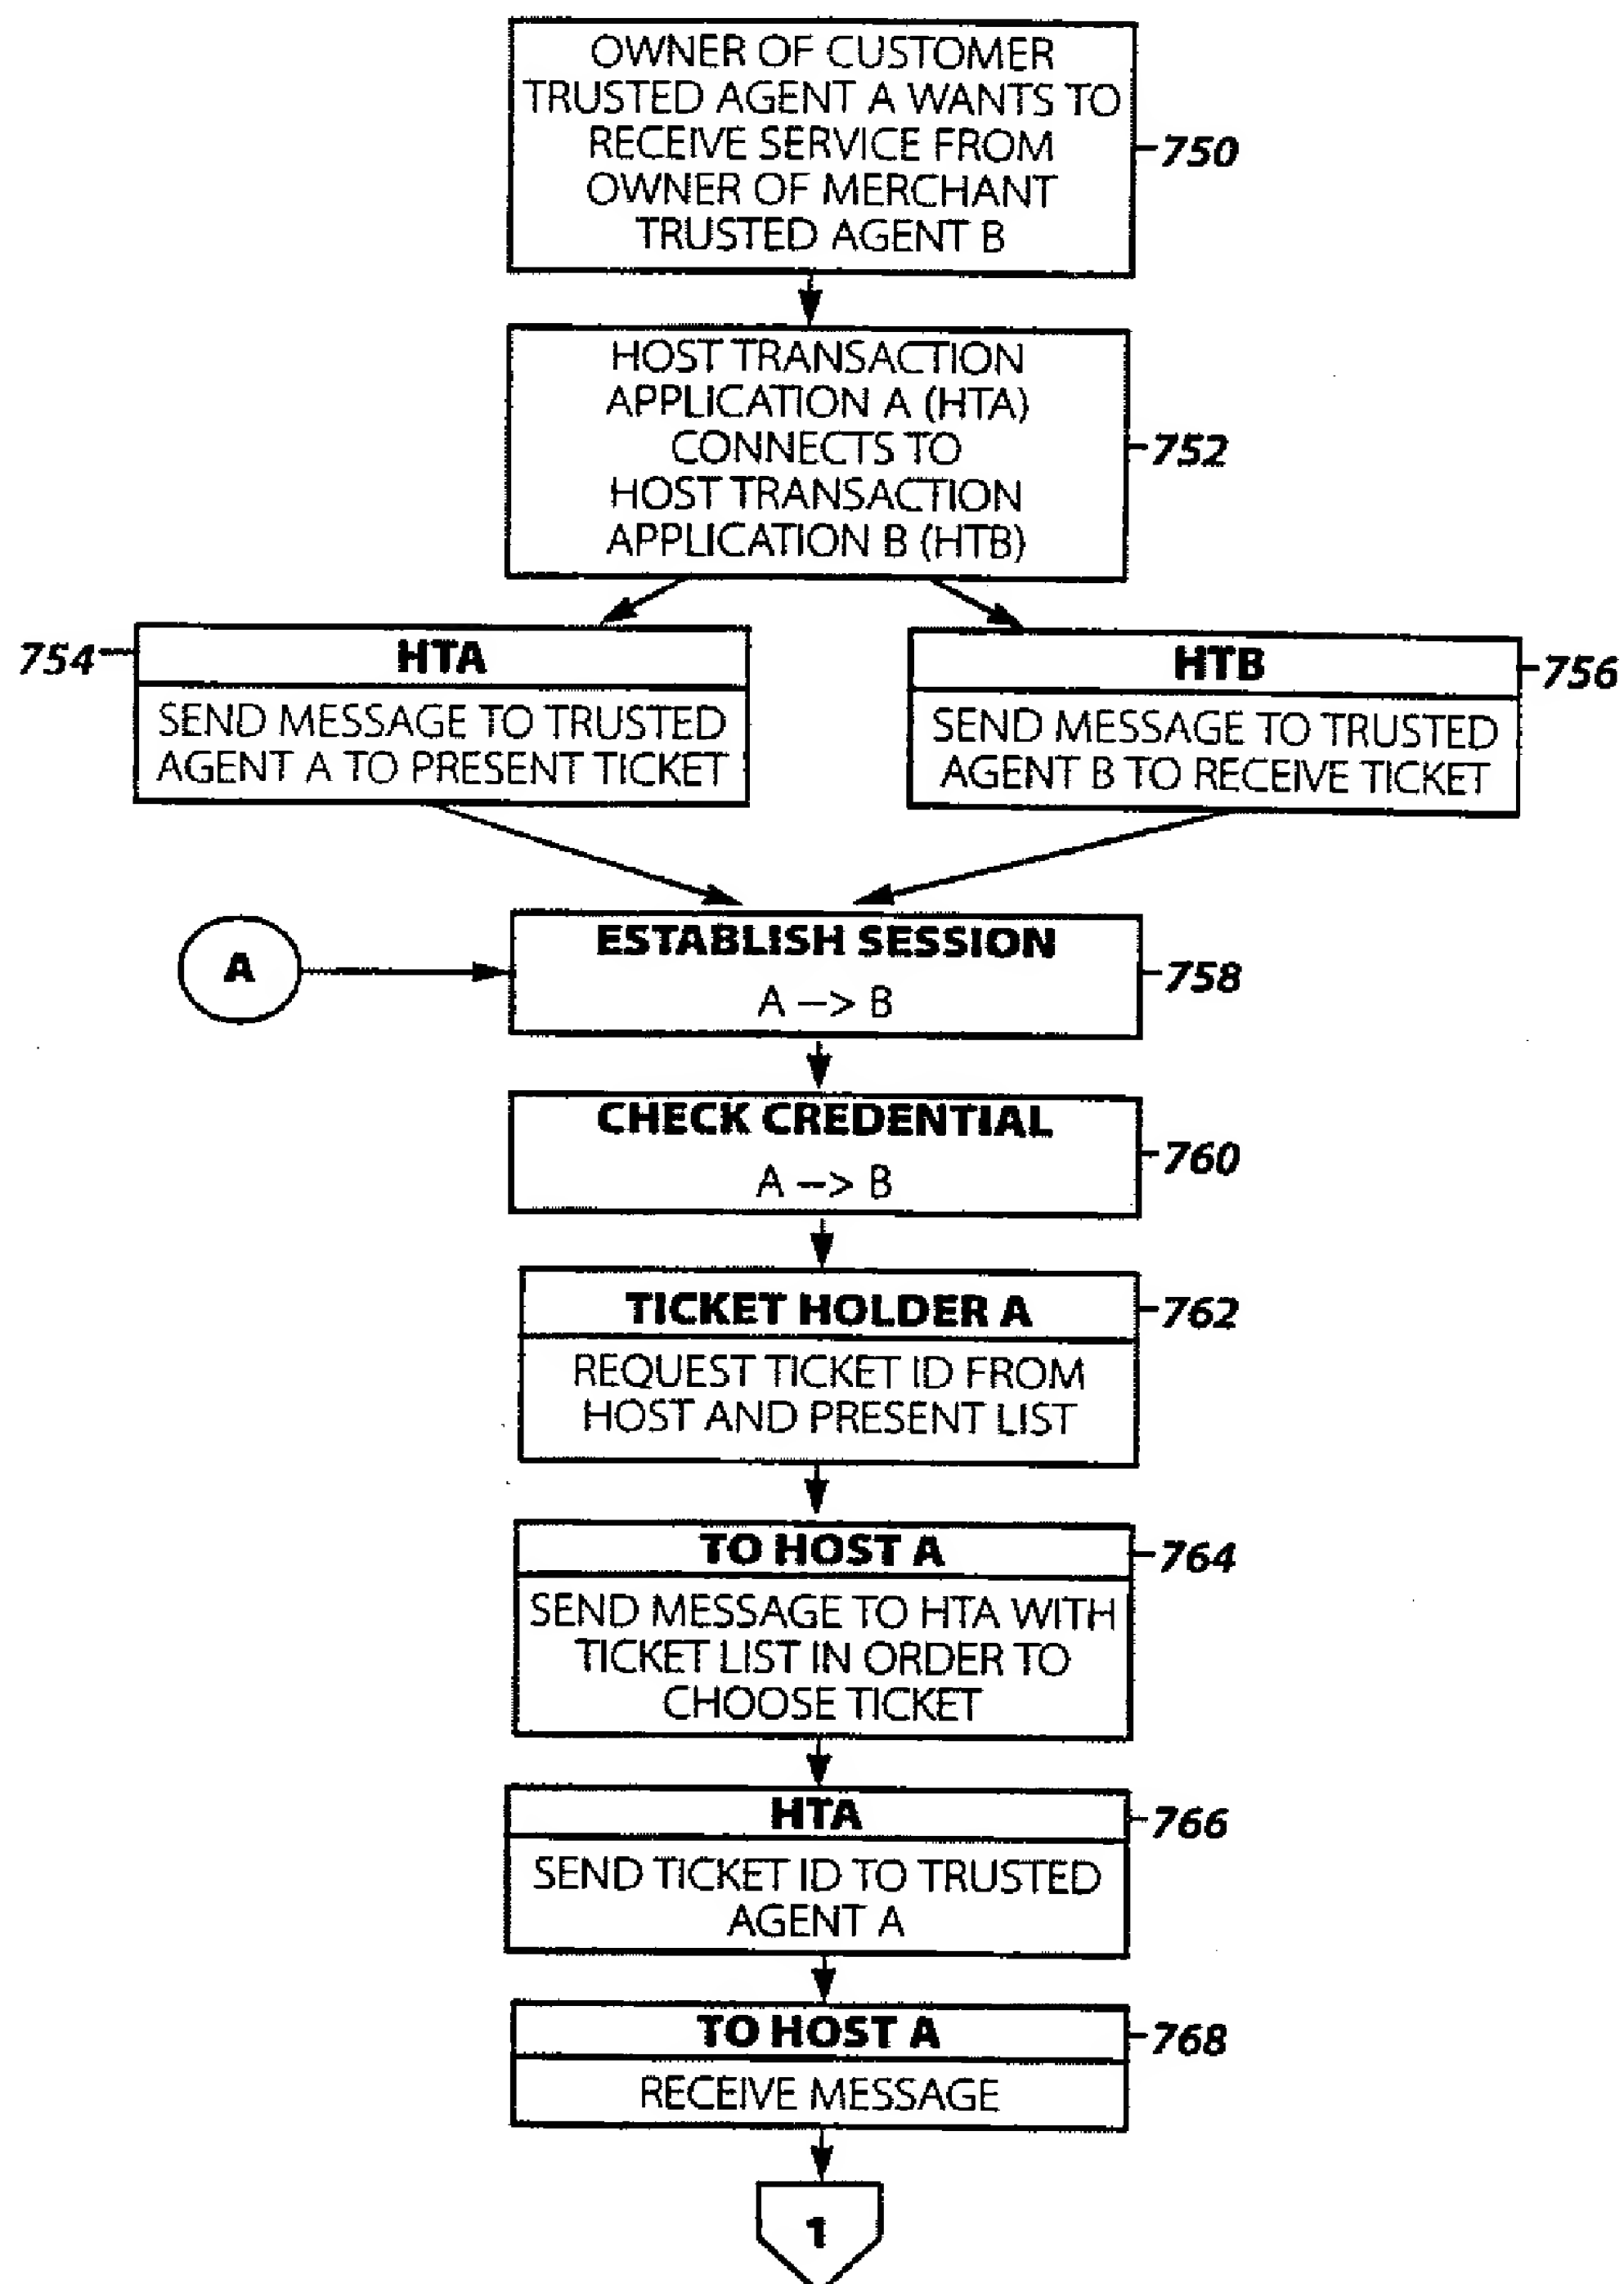 OWNER OF CUSTOMER
TRUSTED AGENT A WANTS TO
RECEIVE SERVICE FROM
OWNER OF MERCHANT
TRUSTED AGENT B
750
HOST TRANSACTION
APPLICATION A (HTA)
CONNECTS TO
HOST TRANSACTION
APPLICATION B (HTB)
752
754
HTA
SEND MESSAGE TO TRUSTED
AGENT A TO PRESENT TICKET
HTB
756
SEND MESSAGE TO TRUSTED
AGENT B TO RECEIVE TICKET
A
ESTABLISH SESSION
A --> B
758
CHECK CREDENTIAL
A --> B
760
TICKET HOLDER A
762
REQUEST TICKET ID FROM
HOST AND PRESENT LIST
TO HOST A
764
SEND MESSAGE TO HTA WITH
TICKET LIST IN ORDER TO
CHOOSE TICKET
HTA
766
SEND TICKET ID TO TRUSTED
AGENT A
TO HOST A
768
RECEIVE MESSAGE
1